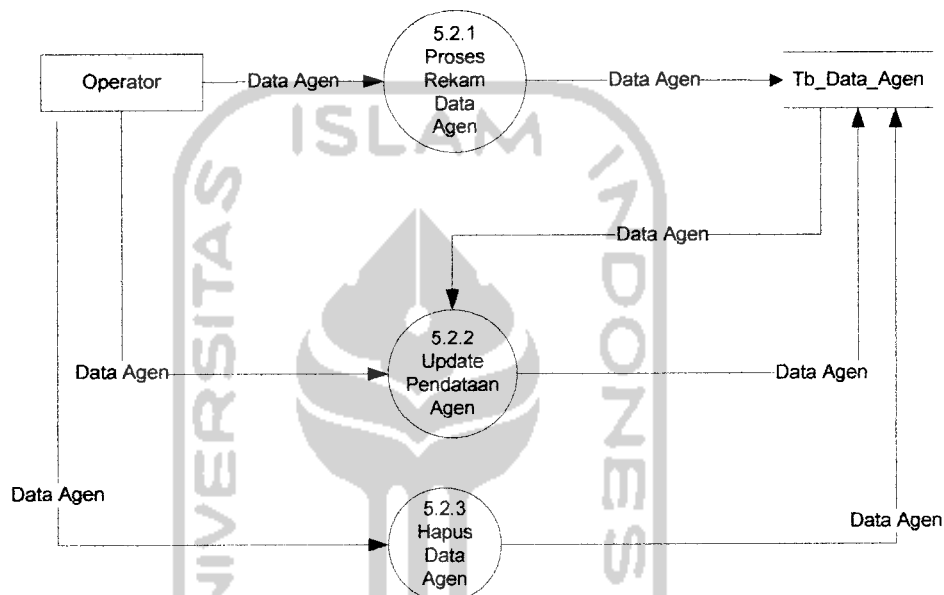 5.2.1
Proses
Rekam
Data
Agen
Operator
Data Agen
Data Agen
Tb_Data_Agen
ISLAM
UNIVERSITAS
INDONES
Data Agen
5.2.2
Update
Pendataan
Agen
Data Agen
Data Agen
Data Agen
5.2.3
Hapus
Data
Agen
Data Agen